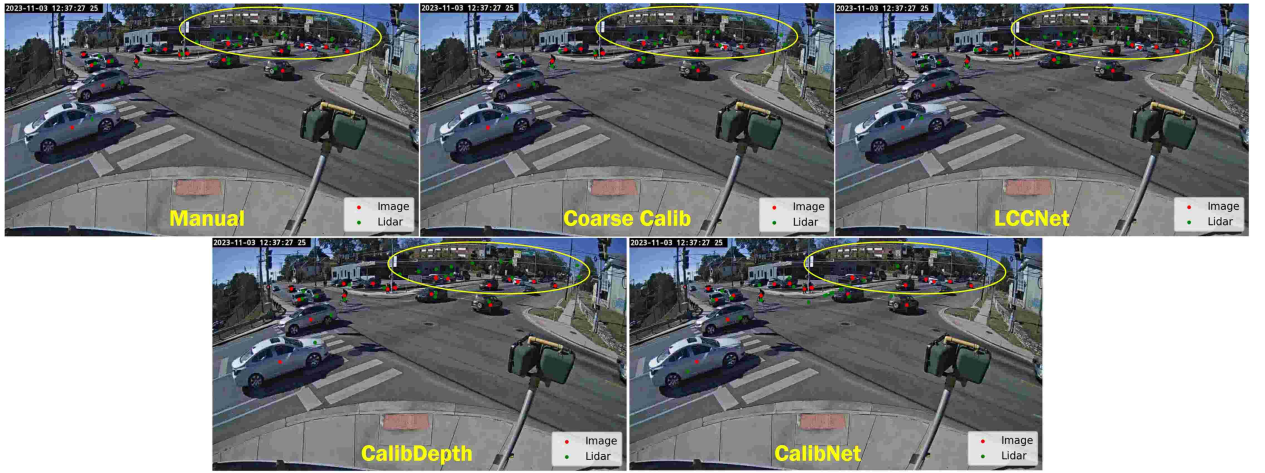 2023-11-03 12:37:27 25
Image
Lidar
Manual
2023-11-03 12:37:27 25
Image
Lidar
Coarse Calib
2023-11-03 12:37:27 25
Image
Lidar
LCCNet
2023-11-03 12:37:27 25
Image
Lidar
CalibDepth
2023-11-03 12:37:27 25
Image
Lidar
CalibNet